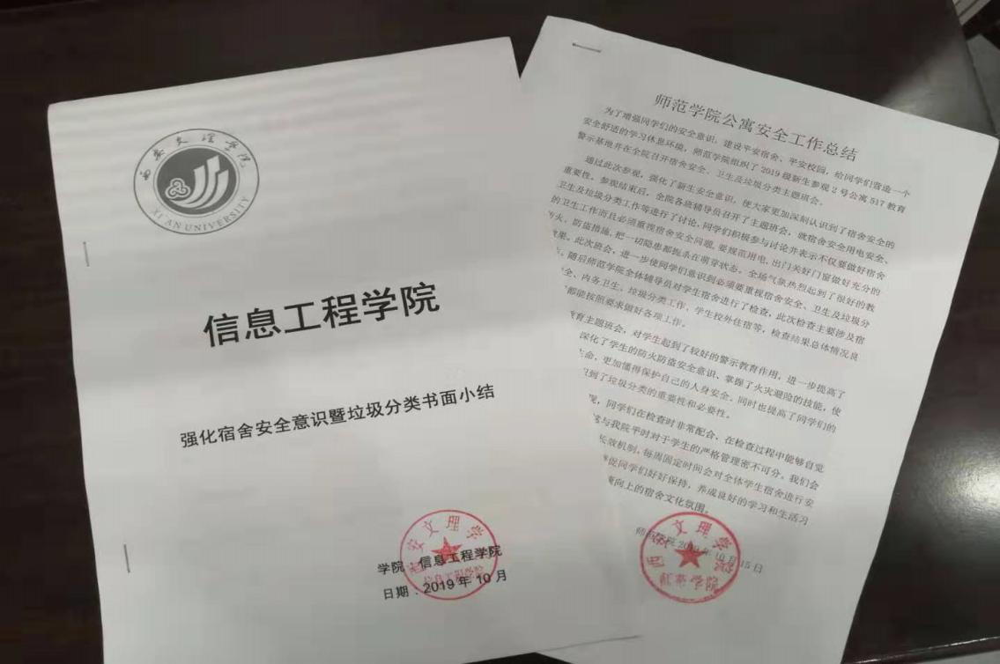 西安文理学院
XI AN UNIVERSITY
信息工程学院
强化宿舍安全意识暨垃圾分类书面小结
学院：信息工程学院
日期：2019年10月
西安文理学
信息工程学院
师范学院公寓安全工作总结
为了增强同学们的安全意识，建设平安宿舍、平安校园，给同学们营造一个
安全舒适的学习休息环境，师范学院组织了2019级新生参观2号公寓517教育
警示基地并在全院召开宿舍安全、卫生及垃圾分类主题班会。
通过此次参观，强化了新生安全意识，使大家更加深刻认识到了宿舍安全的
重要性。参观结束后，全院各班辅导员召开了主题班会，就宿舍安全用电安全、
卫生及垃圾分类工作等进行了讨论，同学们积极参与讨论并表示不仅要做好宿舍
的卫生工作而且必须重视宿舍安全问题，要规范用电，出门关好门窗做好充分的
防火、防盗措施，把一切隐患都扼杀在萌芽状态。全场气氛热烈起到了很好的教
效果。此次班会，进一步使同学们意识到必须要重视宿舍安全、卫生及垃圾分
。随后师范学院全体辅导员对学生宿舍进行了检查，此次检查主要涉及宿
全、内务卫生、垃圾分类工作、学生校外住宿等，检查结果总体情况良
都能按照要求做好各项工作。
教育主题班会，对学生起到了较好的警示教育作用，进一步提高了
深化了学生的防火防盗安全意识、掌握了火灾避险的技能，使
生命，更加懂得保护自己的人身安全，同时也提高了同学们的
识到了垃圾分类的重要性和必要性。
现，同学们在检查时非常配合，在检查过程中能够自觉
与我院平时对于学生的严格管理密不可分。我们会
长效机制，每周固定时间会对全体学生宿舍进行安
促同学们好好保持，养成良好的学习和生活习
向上的宿舍文化氛围。
师范学院2019年10月15日
西安文理学院
师范学院